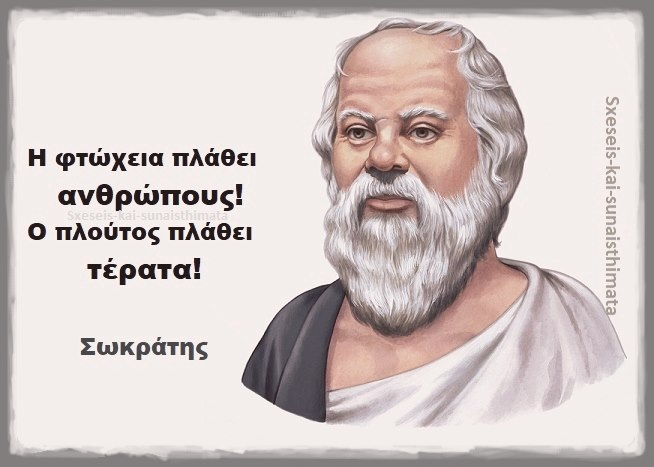 Η φτώχεια πλάθει
ανθρώπους!
Sxeseis-kai-sunaisthimata
Ο πλούτος πλάθει
τέρατα!
Σωκράτης
Sxeseis-kai-sunaisthimata